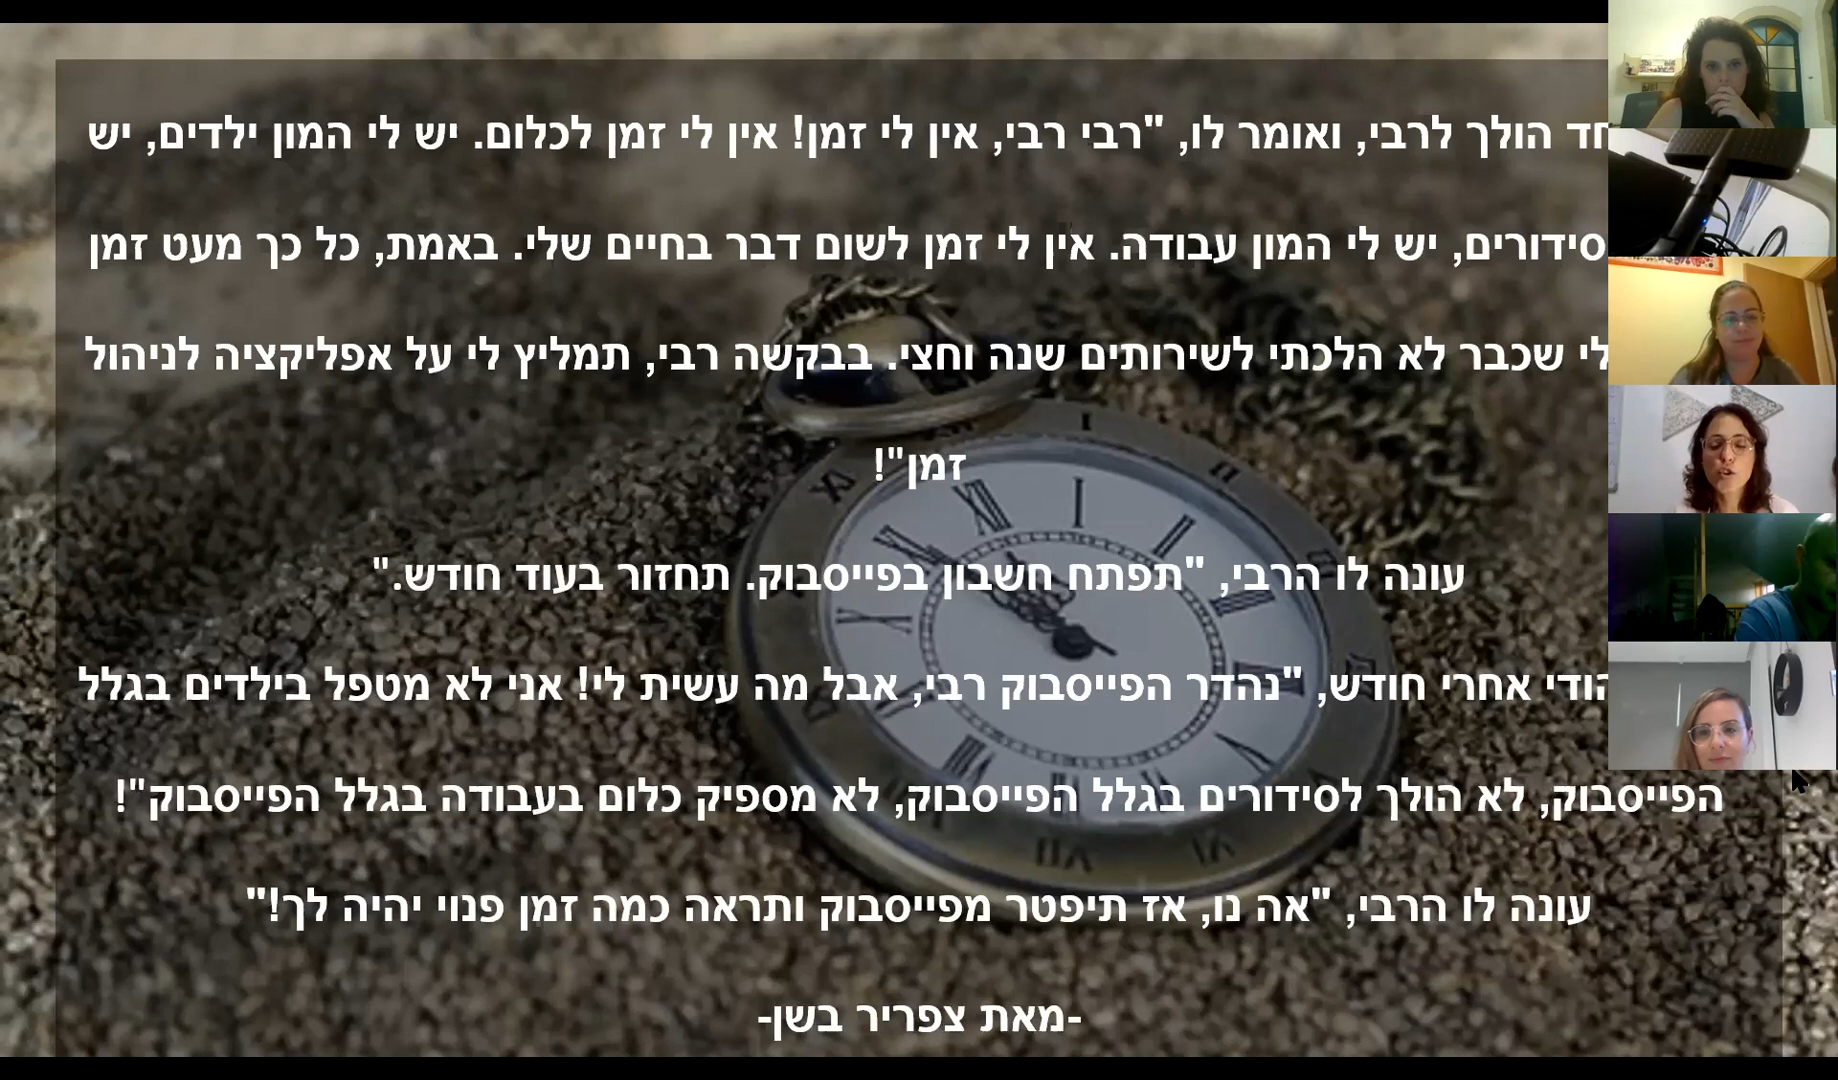 הולך לרבי, ואומר לו, "רבי רבי, אין לי זמן! אין לי זמן לכלום. יש לי המון ילדים, יש
סידורים, יש לי המון עבודה. אין לי זמן לשום דבר בחיים שלי. באמת, כל כך מעט זמן
לי שכבר לא הלכתי לשירותים שנה וחצי. בבקשה רבי, תמליץ לי על אפליקציה לניהול
זמן"!
עונה לו הרבי, "תפתח חשבון בפייסבוק. תחזור בעוד חודש."
אחרי חודש, "נהדר הפייסבוק רבי, אבל מה עשית לי! אני לא מטפל בילדים בגלל
הפייסבוק, לא הולך לסידורים בגלל הפייסבוק, לא מספיק כלום בעבודה בגלל הפייסבוק"!
עונה לו הרבי, "אה נו, אז תיפטר מפייסבוק ותראה כמה זמן פנוי יהיה לך!"
-מאת צפריר בשן-
XII
I
II
III
X